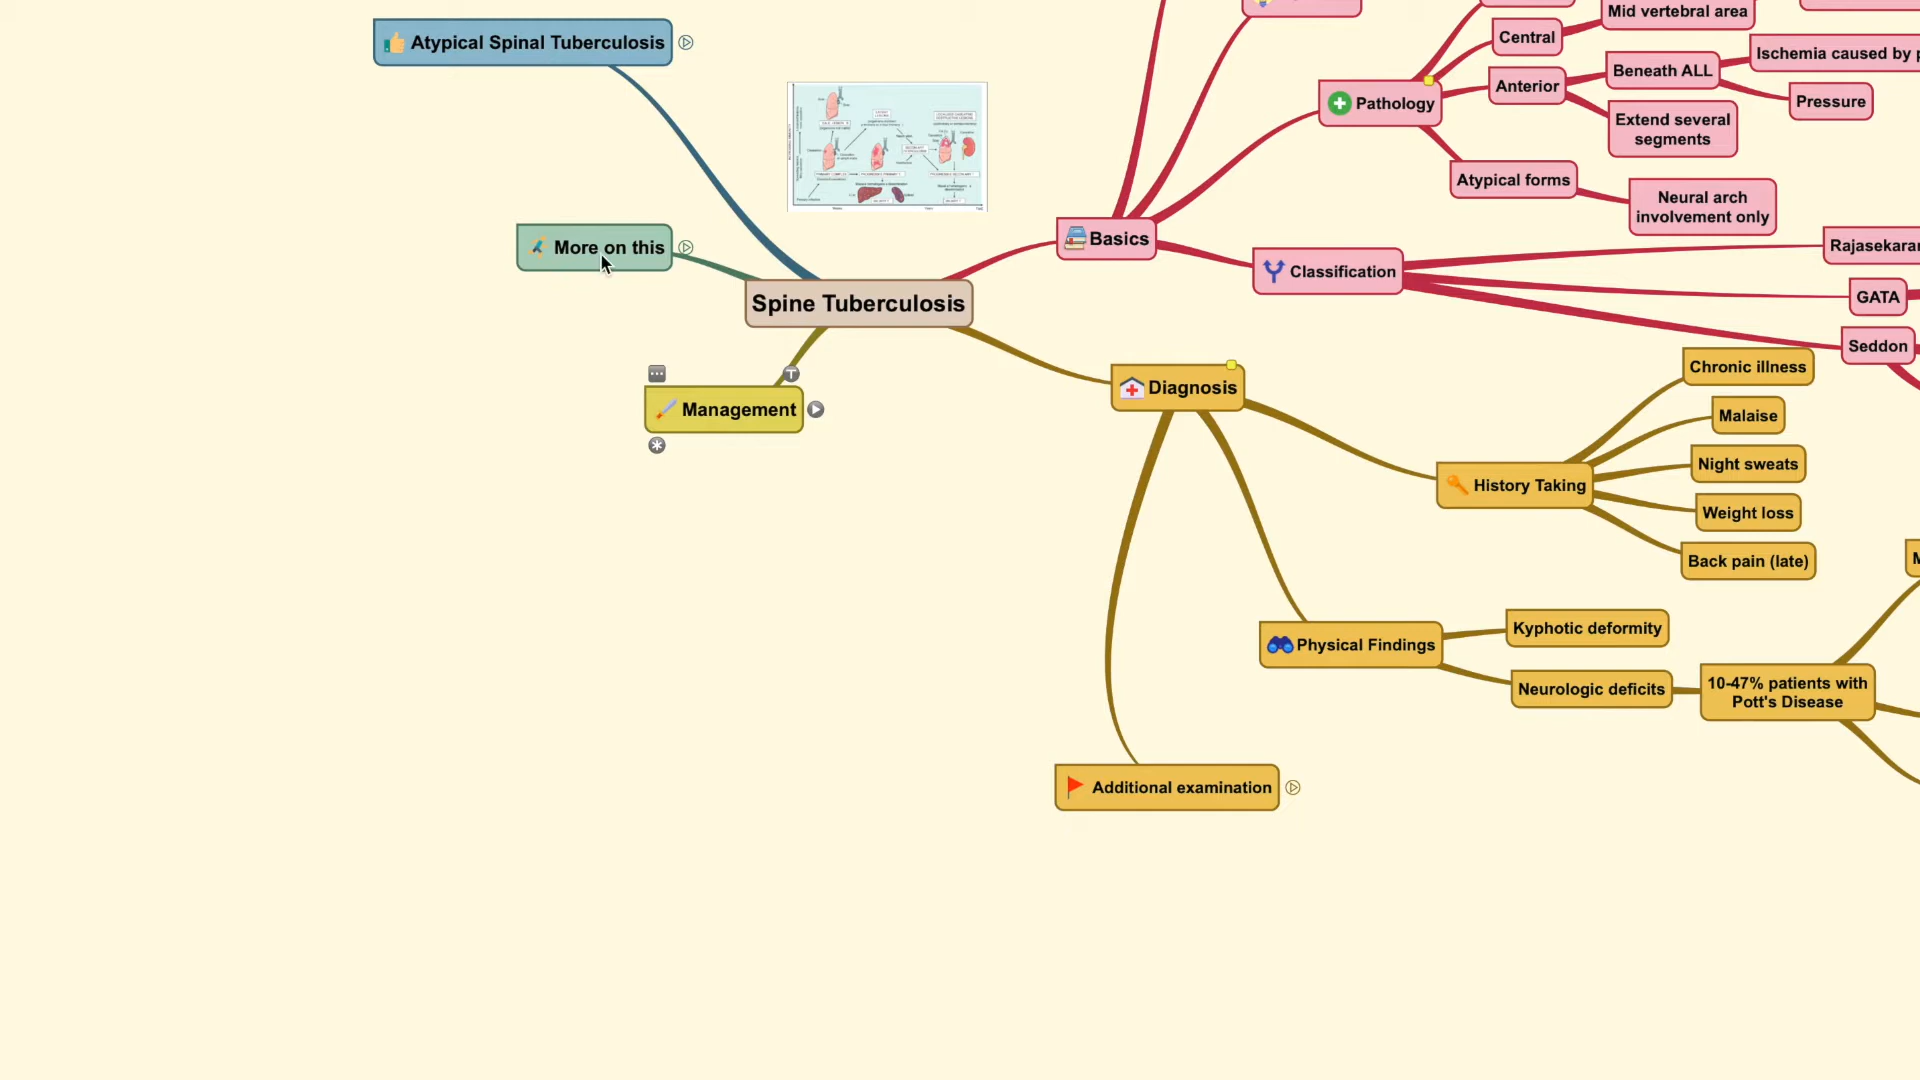 Atypical Spinal Tuberculosis
More on this
Spine Tuberculosis
Management
Basics
Pathology
Central
Mid vertebral area
Anterior
Beneath ALL
Ischemia caused by
Pressure
Extend several
segments
Atypical forms
Neural arch
involvement only
Classification
Rajasekaran
GATA
Seddon
Diagnosis
History Taking
Chronic illness
Malaise
Night sweats
Weight loss
Back pain (late)
Physical Findings
Kyphotic deformity
Neurologic deficits
10-47% patients with
Pott's Disease
Additional examination